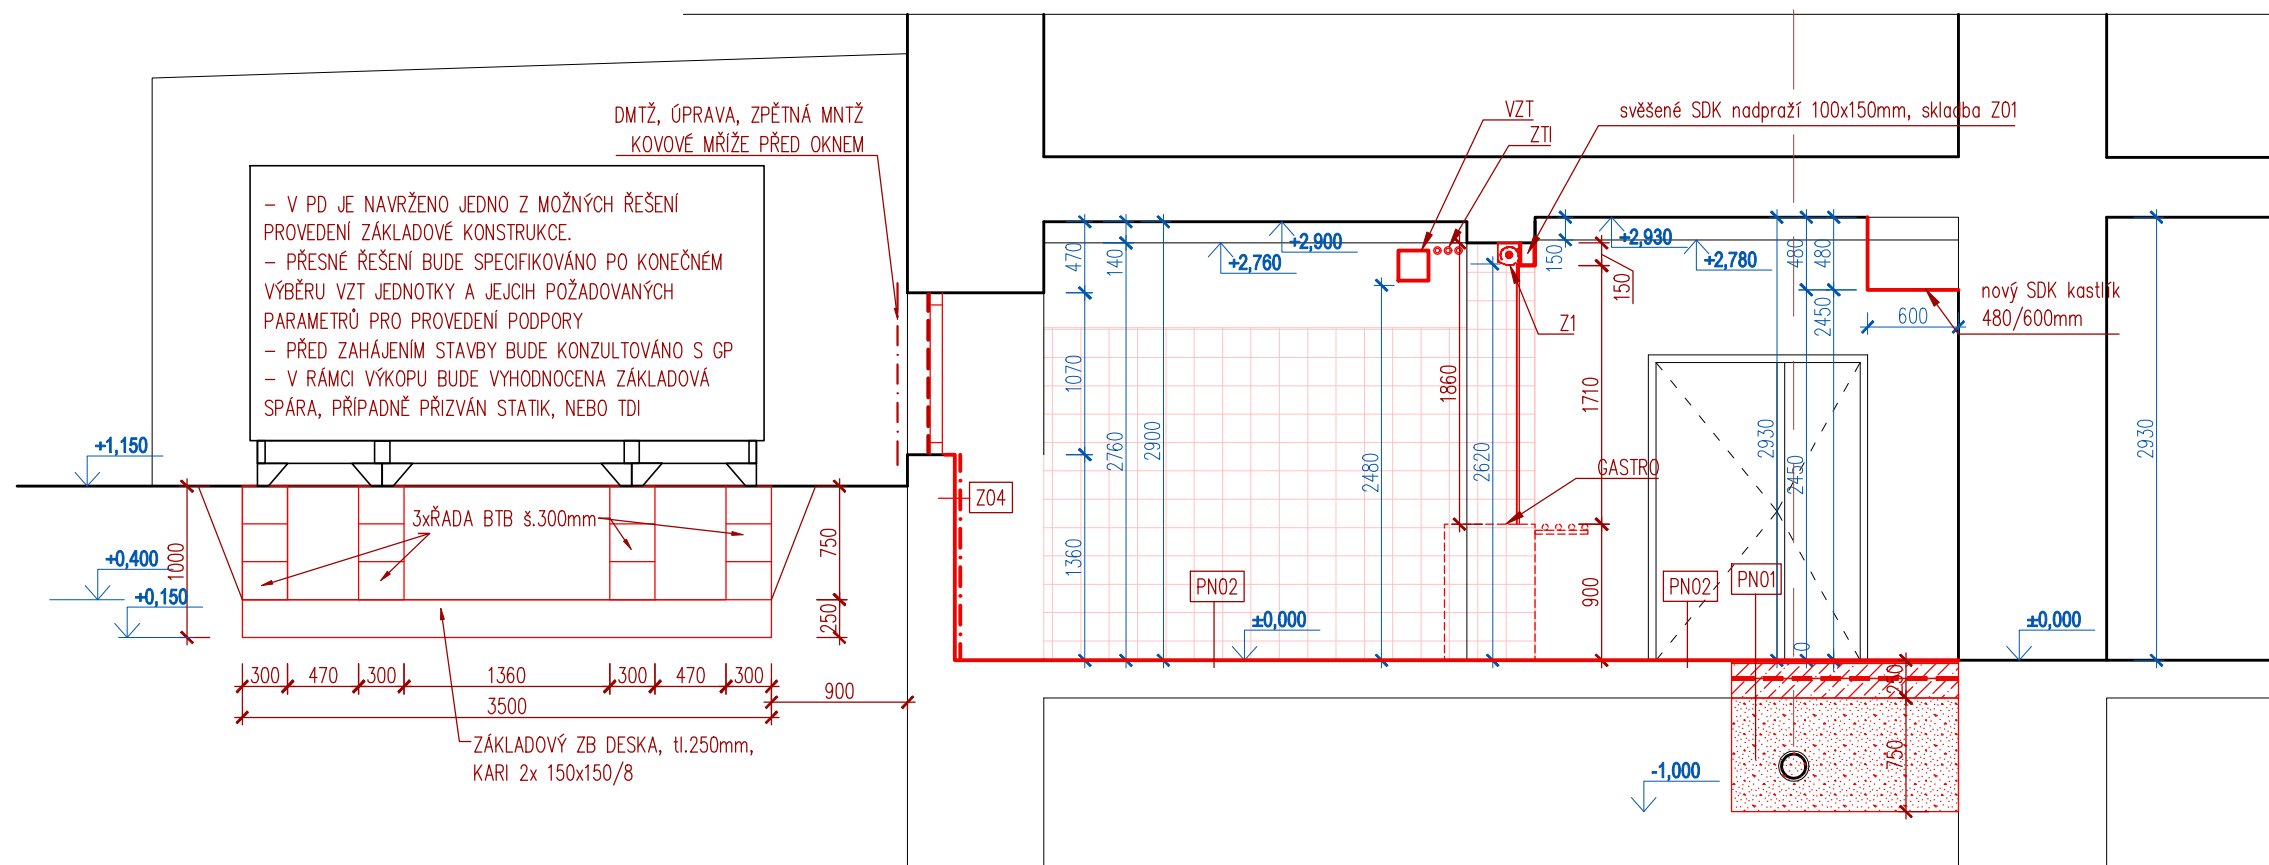 DMTŽ, ÚPRAVA, ZPĚTNÁ MNTŽ
KOVOVÉ MŘÍŽE PŘED OKNEM
VZT
ZTI
svěšené SDK nadpraží 100x150mm, skladba Z01
– V PD JE NAVRŽENO JEDNO Z MOŽNÝCH ŘEŠENÍ
PROVEDENÍ ZÁKLADOVÉ KONSTRUKCE.
– PŘESNÉ ŘEŠENÍ BUDE SPECIFIKOVÁNO PO KONEČNÉM
VÝBĚRU VZT JEDNOTKY A JEJCIH POŽADOVANÝCH
PARAMETRŮ PRO PROVEDENÍ PODPORY
– PŘED ZAHÁJENÍM STAVBY BUDE KONZULTOVÁNO S GP
– V RÁMCI VÝKOPU BUDE VYHODNOCENA ZÁKLADOVÁ
SPÁRA, PŘÍPADNĚ PŘIZVÁN STATIK, NEBO TDI
470
140
+2,900
+2,760
150
+2,930
+2,780
150
480
480
nový SDK kastlík
480/600mm
600
2450
Z1
1070
2760
2900
1860
1710
2480
2620
2930
2450
2930
GASTRO
+1,150
+0,400
+0,150
1000
3xŘADA BTB š.300mm
750
250
Z04
1360
PN02
±0,000
900
PN02
PN01
±0,000
0
300
470
300
1360
300
470
300
3500
900
250
750
-1,000
ZÁKLADOVÝ ZB DESKA, tl.250mm,
KARI 2x 150x150/8